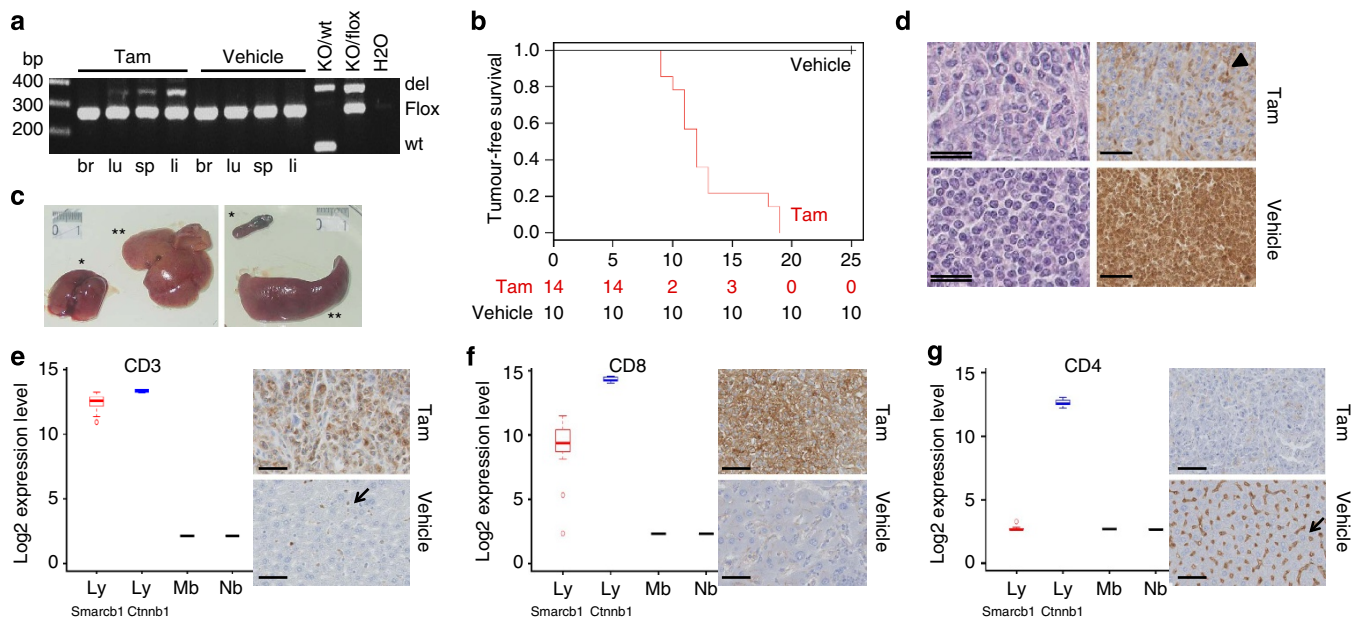 a
bp
Tam
Vehicle
KO/wt
KO/flox
H2O
400
300
200
del
Flox
wt
br lu sp li br lu sp li
b
Tumour-free survival
1.0
0.8
0.6
0.4
0.2
0.0
Vehicle
Tam
0 5 10 15 20 25
Tam 14 14 2 3 0 0
Vehicle 10 10 10 10 10 10
c
0 1
*
**
*
0 1
**
d
Tam
Vehicle
e
CD3
Log2 expression level
15
10
5
0
Ly Ly Mb Nb
Smarcb1 Ctnnb1
Tam
Vehicle
f
CD8
Log2 expression level
15
10
5
0
Ly Ly Mb Nb
Smarcb1 Ctnnb1
Tam
Vehicle
g
CD4
Log2 expression level
15
10
5
0
Ly Ly Mb Nb
Smarcb1 Ctnnb1
Tam
Vehicle